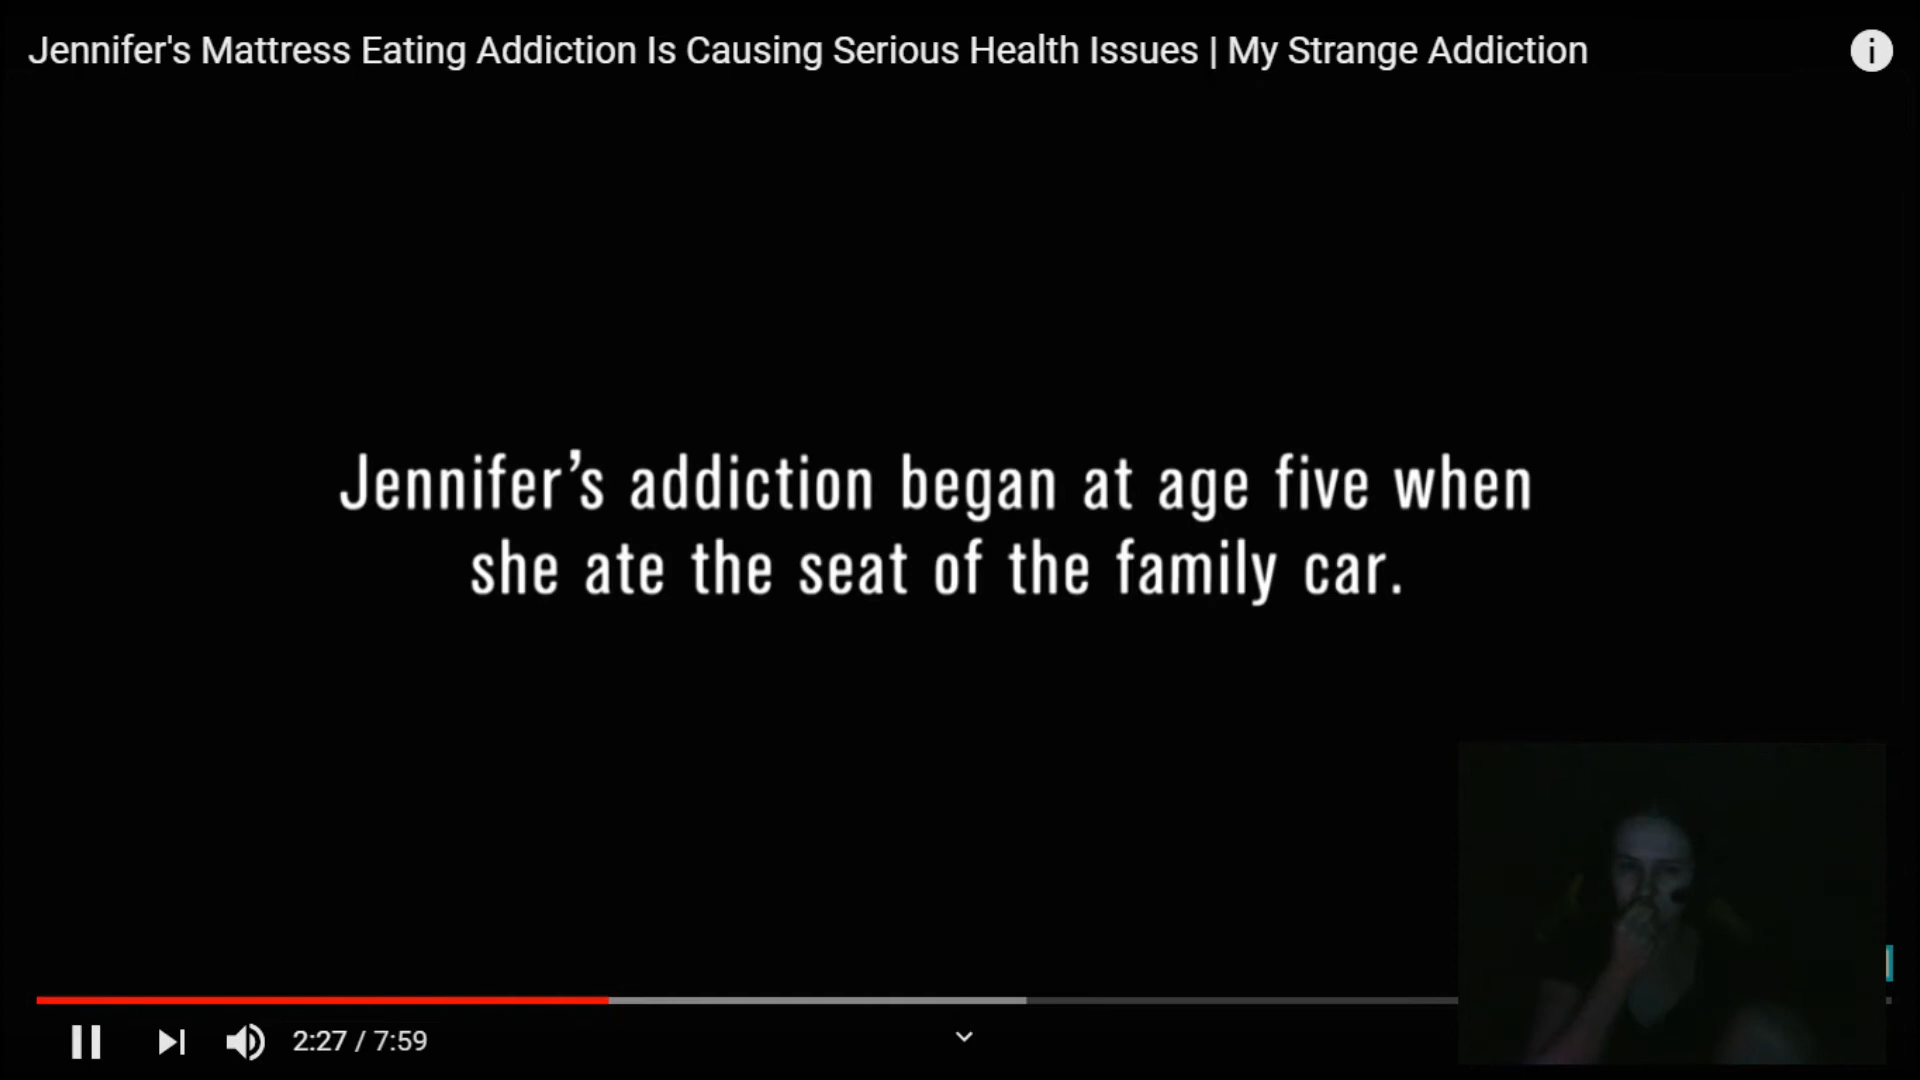 Jennifer's Mattress Eating Addiction Is Causing Serious Health Issues | My Strange Addiction
Jennifer’s addiction began at age five when
she ate the seat of the family car.
2:27 / 7:59